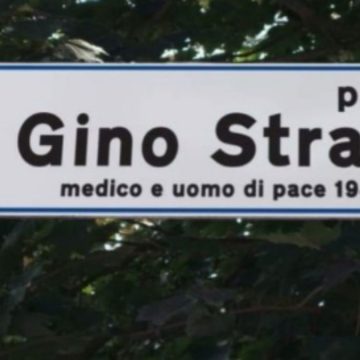 p
Gino Stra
medico e uomo di pace 19